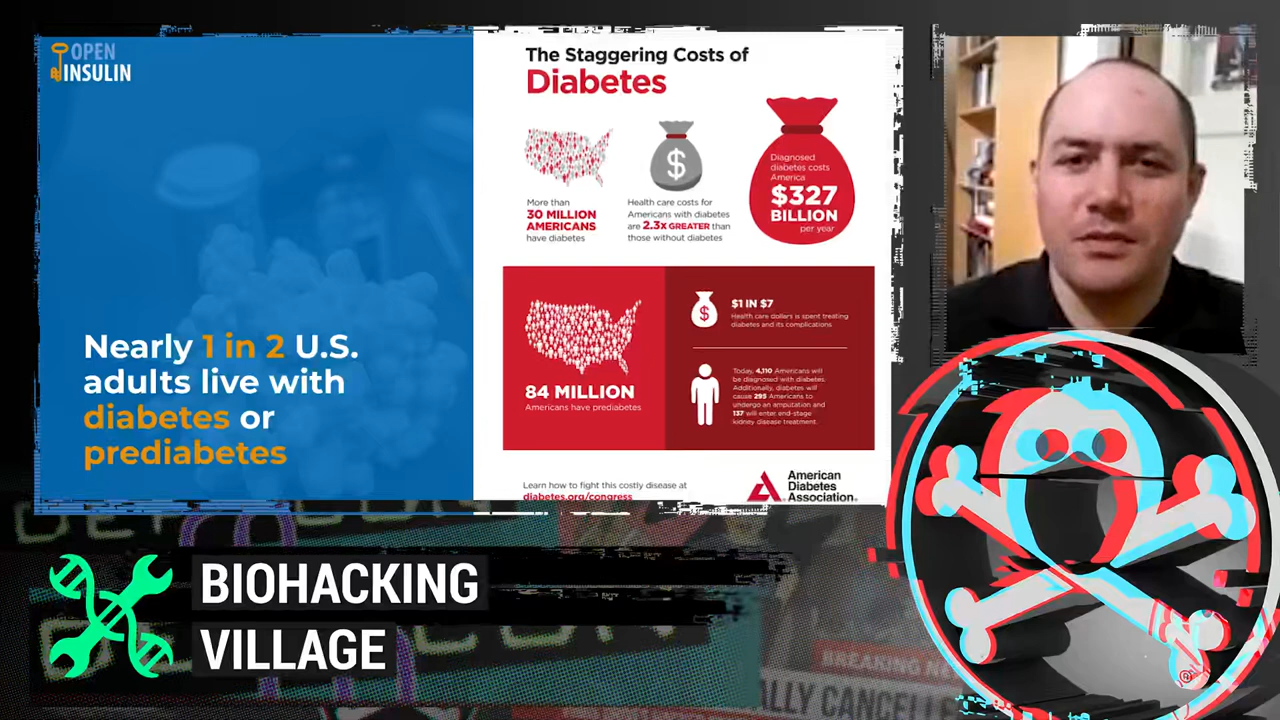 OPEN
INSULIN
Nearly 1 in 2 U.S.
adults live with
diabetes or
prediabetes
The Staggering Costs of
Diabetes
More than
30 MILLION
AMERICANS
have diabetes
$
Health care costs for
Americans with diabetes
are 2.3x GREATER than
those without diabetes
Diagnosed
diabetes costs
America
$327
BILLION
per year
84 MILLION
Americans have prediabetes
$
$1 IN $7
Health care dollars is spent treating
diabetes and its complications
Today, 4,110 Americans will
be diagnosed with diabetes.
Additionally, diabetes will
cause 295 Americans to
undergo an amputation and
137 will enter end-stage
kidney disease treatment.
Learn how to fight this costly disease at
diabetes.org/congress
American
Diabetes
Association®
BIOHACKING
VILLAGE
BREAKING NE
ALLY CANCELLE
®